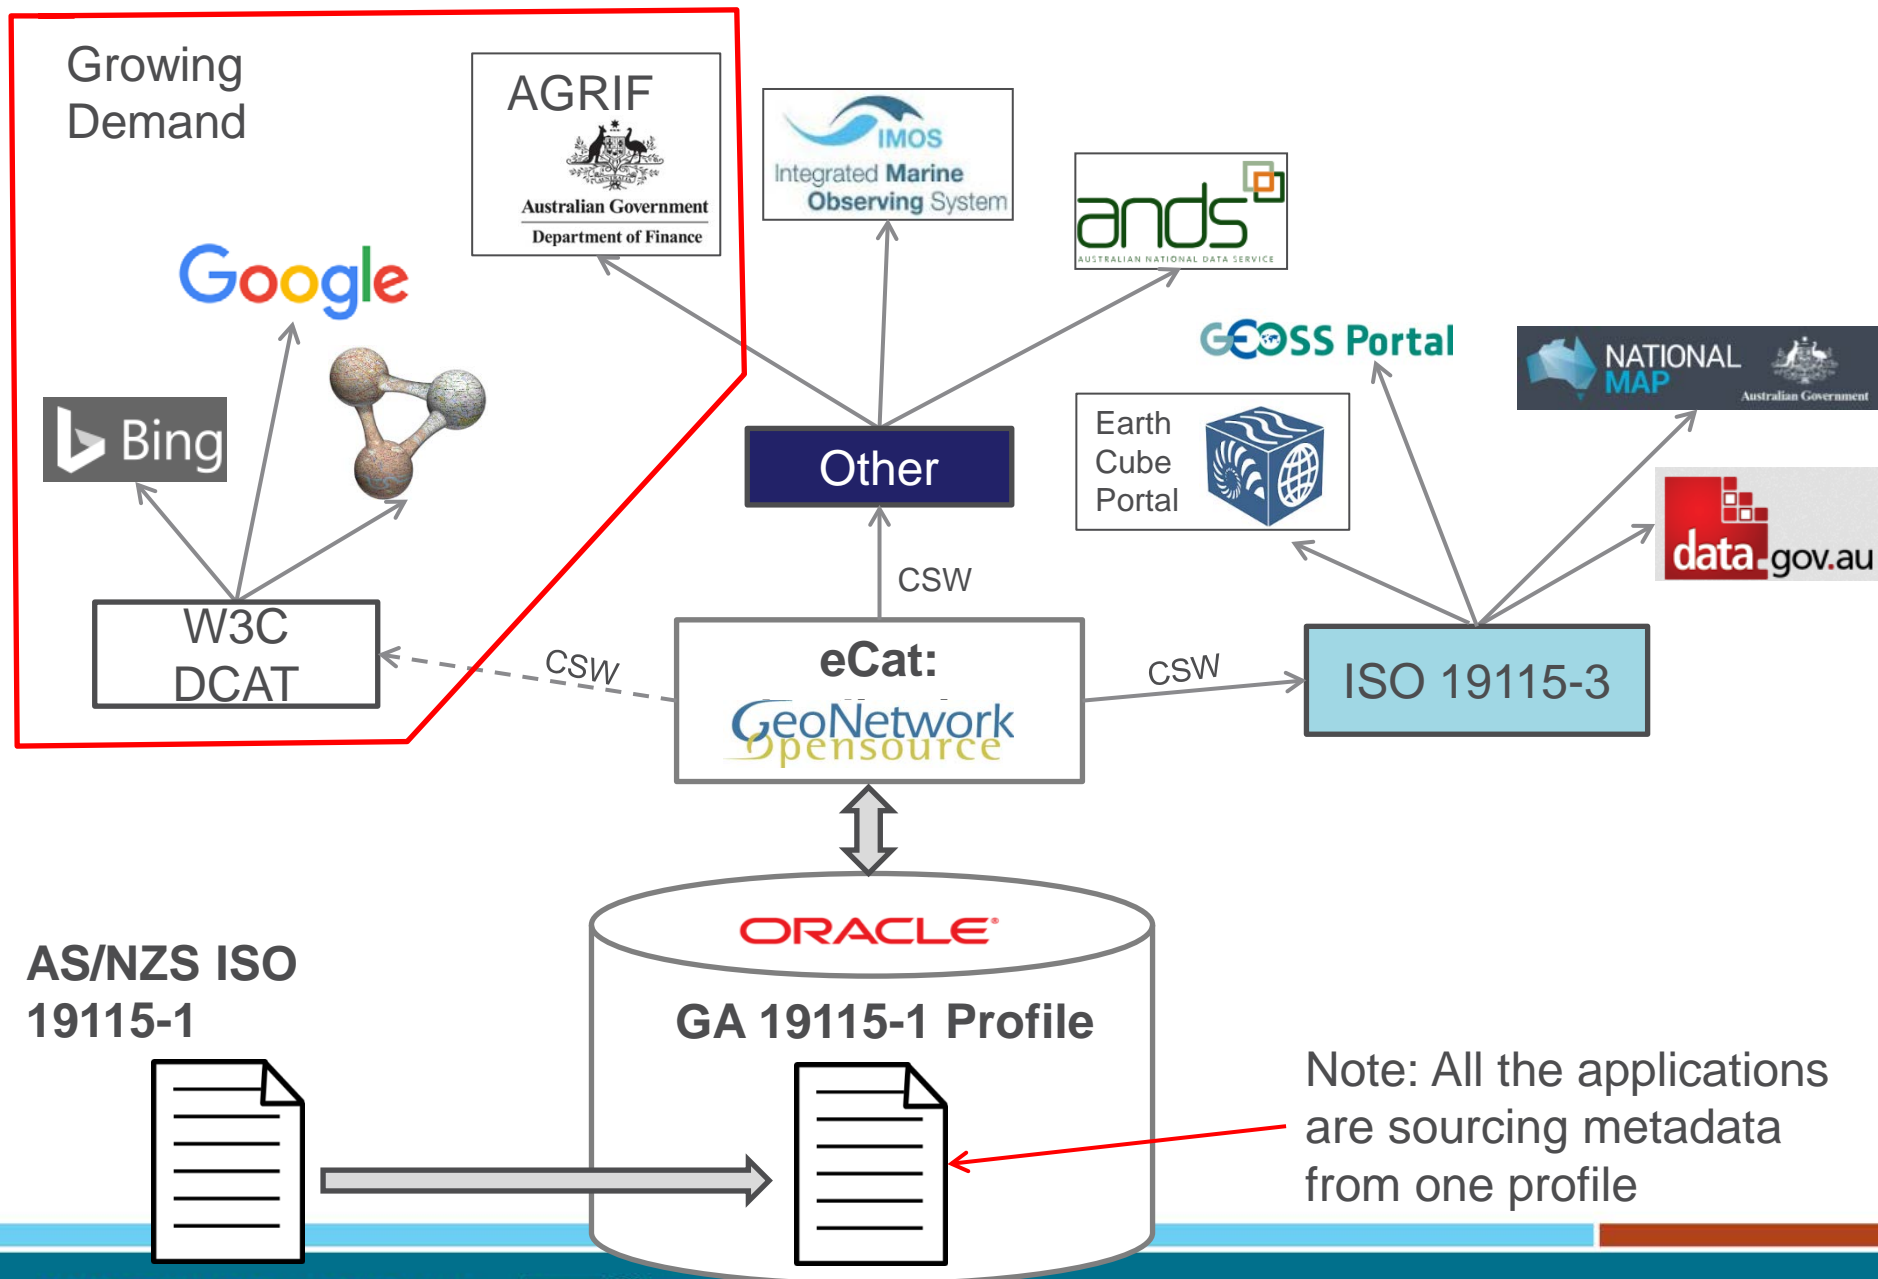 Growing
Demand
AGRIF
Australian Government
Department of Finance
IMOS
Integrated Marine
Observing System
ands
AUSTRALIAN NATIONAL DATA SERVICE
Google
Bing
GEOSS Portal
NATIONAL
MAP
Australian Government
Earth
Cube
Portal
Other
data.gov.au
CSW
W3C
DCAT
CSW
eCat:
GeoNetwork
Opensource
CSW
ISO 19115-3
ORACLE®
AS/NZS ISO
19115-1
GA 19115-1 Profile
Note: All the applications
are sourcing metadata
from one profile